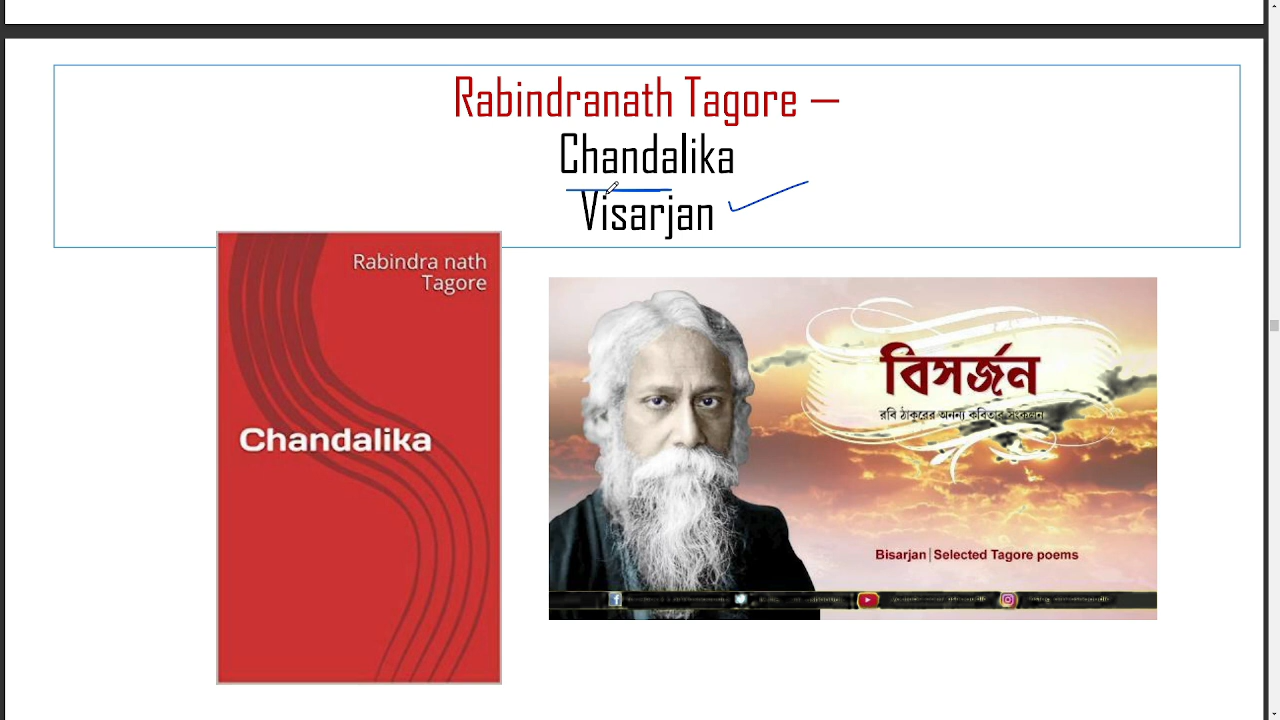 Rabindranath Tagore –
Chandalika
Visarjan
Rabindra nath
Tagore
Chandalika
বিসর্জন
রবি ঠাকুরের অনন্য কবিতার সংকলন
Bisarjan|Selected Tagore poems